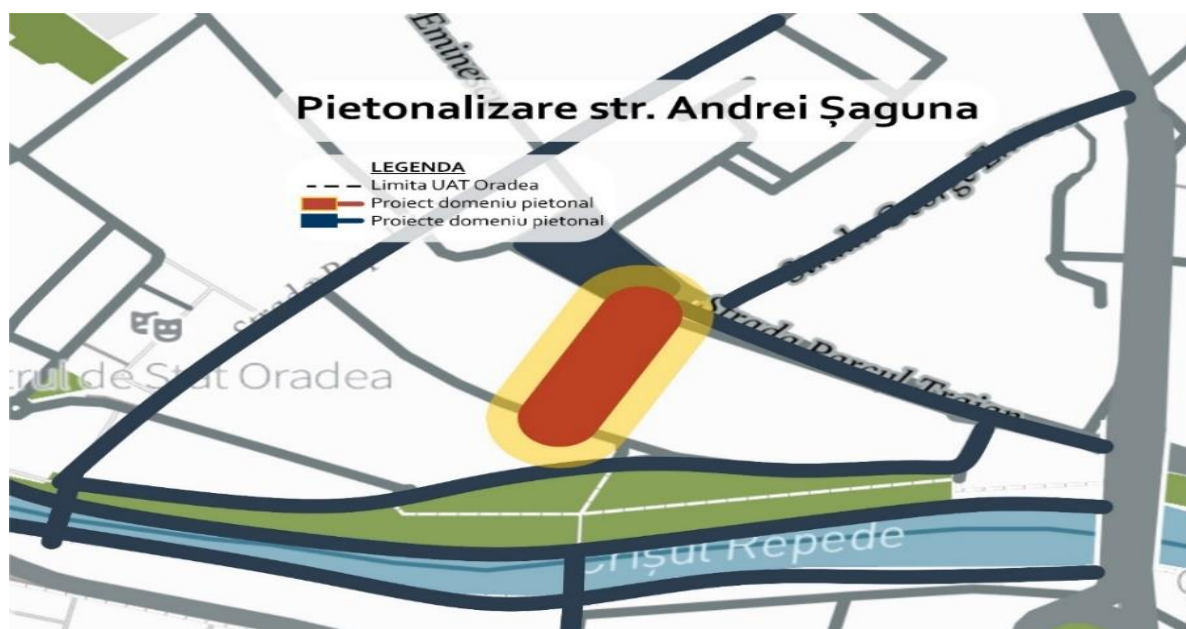 Pietonalizare str. Andrei Șaguna
LEGENDA
Limita UAT Oradea
Proiect domeniu pietonal
Proiecte domeniu pietonal
Strada
de Stat Oradea
Strada Parcul Traian
Crișul Repede